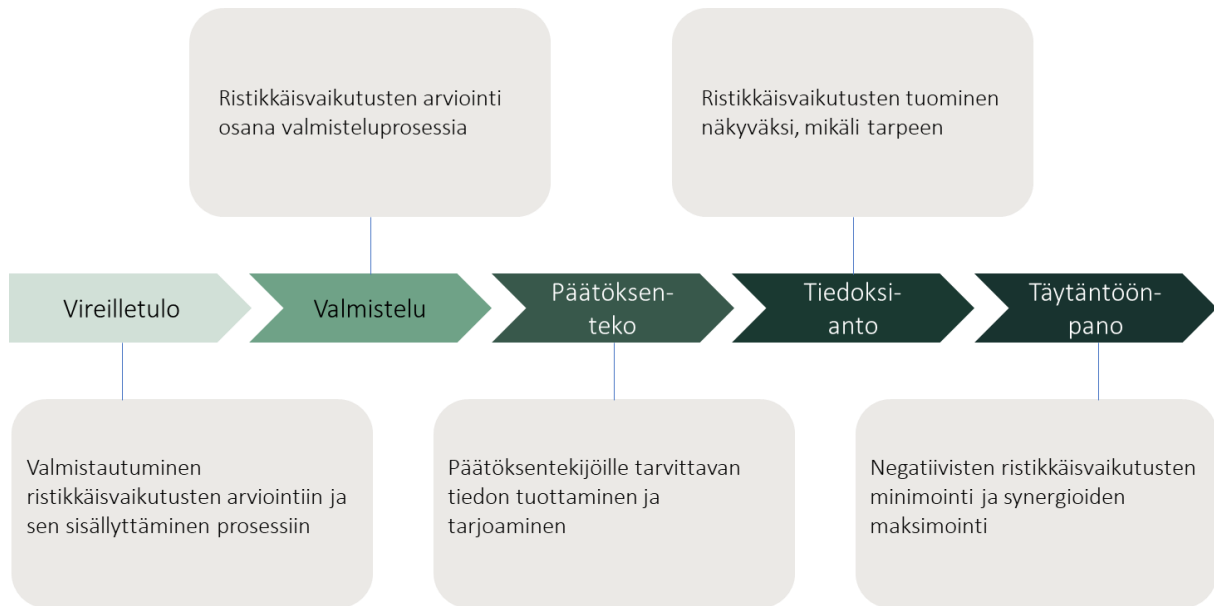 Ristikkäisvaikutusten arviointi
osana valmisteluprosessia
Ristikkäisvaikutusten tuominen
näkyväksi, mikäli tarpeen
Vireilletulo
Valmistelu
Päätöksen-
teko
Tiedoksi-
anto
Täytäntöön-
pano
Valmistautuminen
ristikkäisvaikutusten arviointiin ja
sen sisällyttäminen prosessiin
Päätöksentekijöille tarvittavan
tiedon tuottaminen ja
tarjoaminen
Negatiivisten ristikkäisvaikutusten
minimointi ja synergioiden
maksimointi